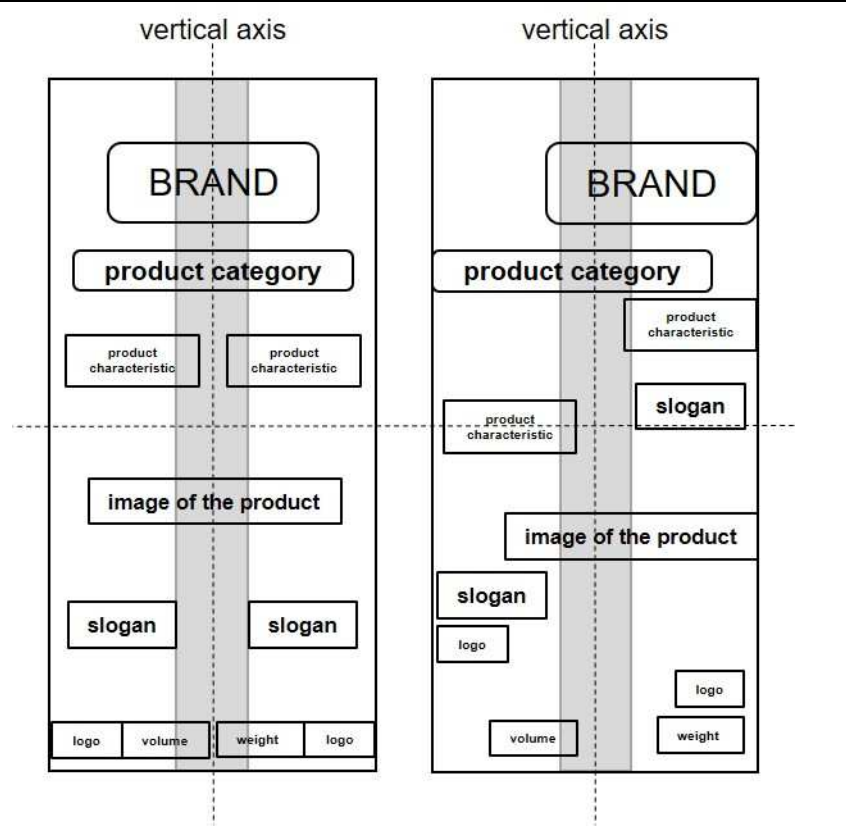 vertical axis
BRAND
product category
product
characteristic
product
characteristic
image of the product
slogan
slogan
logo
volume
weight
logo
vertical axis
BRAND
product category
product
characteristic
slogan
product
characteristic
image of the product
slogan
logo
logo
volume
weight